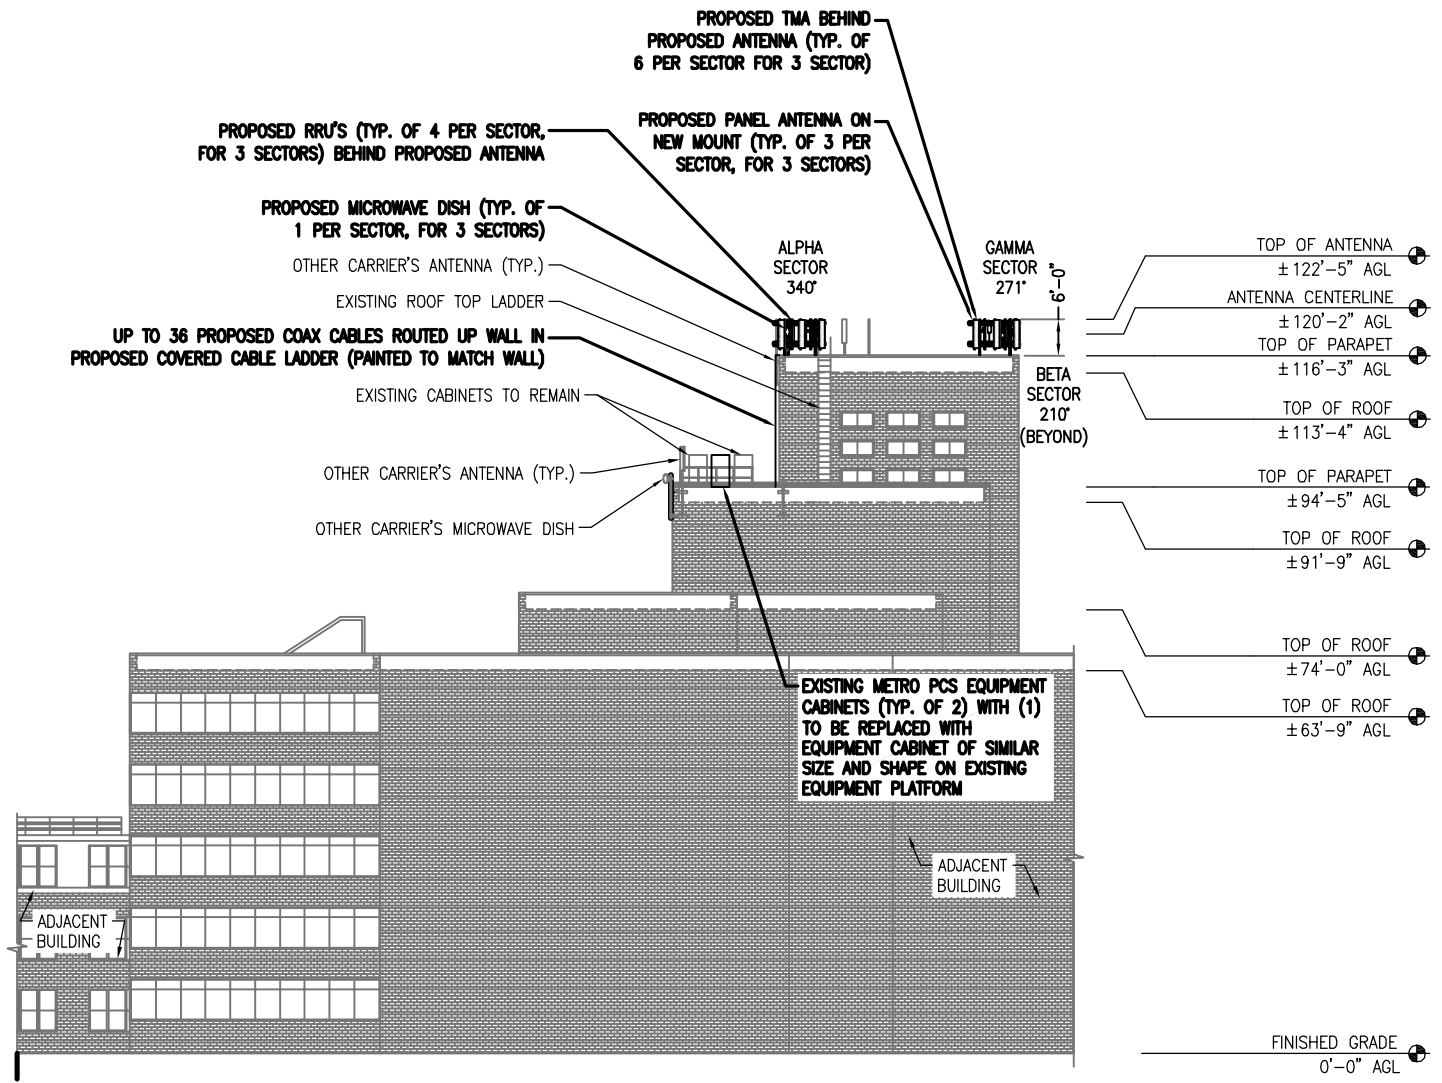 PROPOSED TMA BEHIND
PROPOSED ANTENNA (TYP. OF
6 PER SECTOR FOR 3 SECTOR)
PROPOSED RRU'S (TYP. OF 4 PER SECTOR,
FOR 3 SECTORS) BEHIND PROPOSED ANTENNA
PROPOSED PANEL ANTENNA ON
NEW MOUNT (TYP. OF 3 PER
SECTOR, FOR 3 SECTORS)
PROPOSED MICROWAVE DISH (TYP. OF
1 PER SECTOR, FOR 3 SECTORS)
OTHER CARRIER'S ANTENNA (TYP.)
EXISTING ROOF TOP LADDER
UP TO 36 PROPOSED COAX CABLES ROUTED UP WALL IN
PROPOSED COVERED CABLE LADDER (PAINTED TO MATCH WALL)
EXISTING CABINETS TO REMAIN
OTHER CARRIER'S ANTENNA (TYP.)
OTHER CARRIER'S MICROWAVE DISH
ALPHA
SECTOR
340°
GAMMA
SECTOR
271°
6'-0"
BETA
SECTOR
210°
(BEYOND)
TOP OF ANTENNA
±122'-5" AGL
ANTENNA CENTERLINE
±120'-2" AGL
TOP OF PARAPET
±116'-3" AGL
TOP OF ROOF
±113'-4" AGL
TOP OF PARAPET
±94'-5" AGL
TOP OF ROOF
±91'-9" AGL
TOP OF ROOF
±74'-0" AGL
TOP OF ROOF
±63'-9" AGL
EXISTING METRO PCS EQUIPMENT
CABINETS (TYP. OF 2) WITH (1)
TO BE REPLACED WITH
EQUIPMENT CABINET OF SIMILAR
SIZE AND SHAPE ON EXISTING
EQUIPMENT PLATFORM
ADJACENT
BUILDING
ADJACENT
BUILDING
FINISHED GRADE
0'-0" AGL